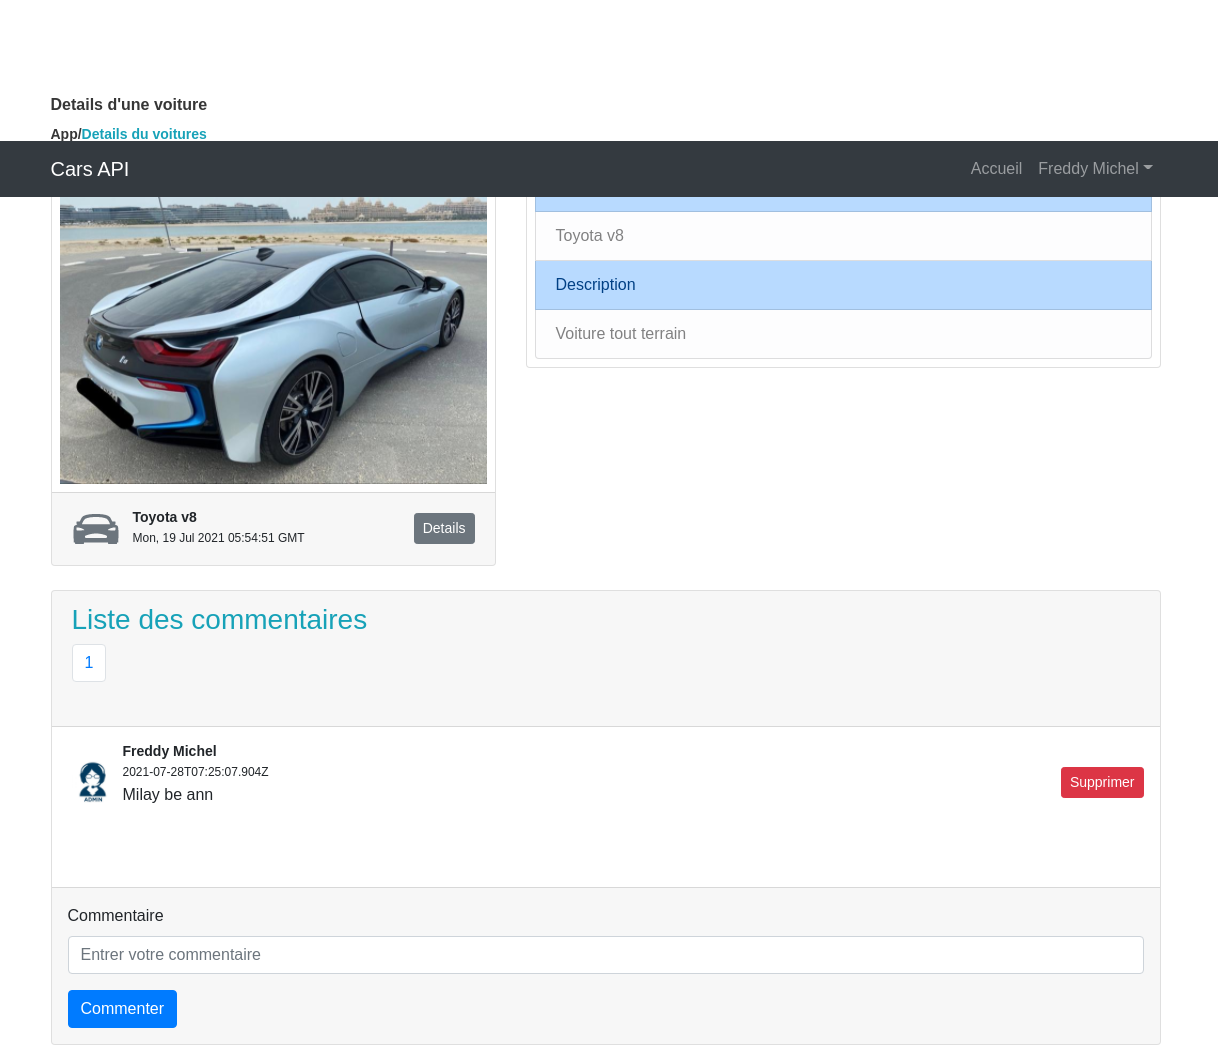 Details d'une voiture
App/Details du voitures
Cars API
Accueil
Freddy Michel
Toyota v8
Description
Voiture tout terrain
Toyota v8
Mon, 19 Jul 2021 05:54:51 GMT
Details
Liste des commentaires
1
Freddy Michel
2021-07-28T07:25:07.904Z
Milay be ann
ADMIN
Supprimer
Commentaire
Entrer votre commentaire
Commenter